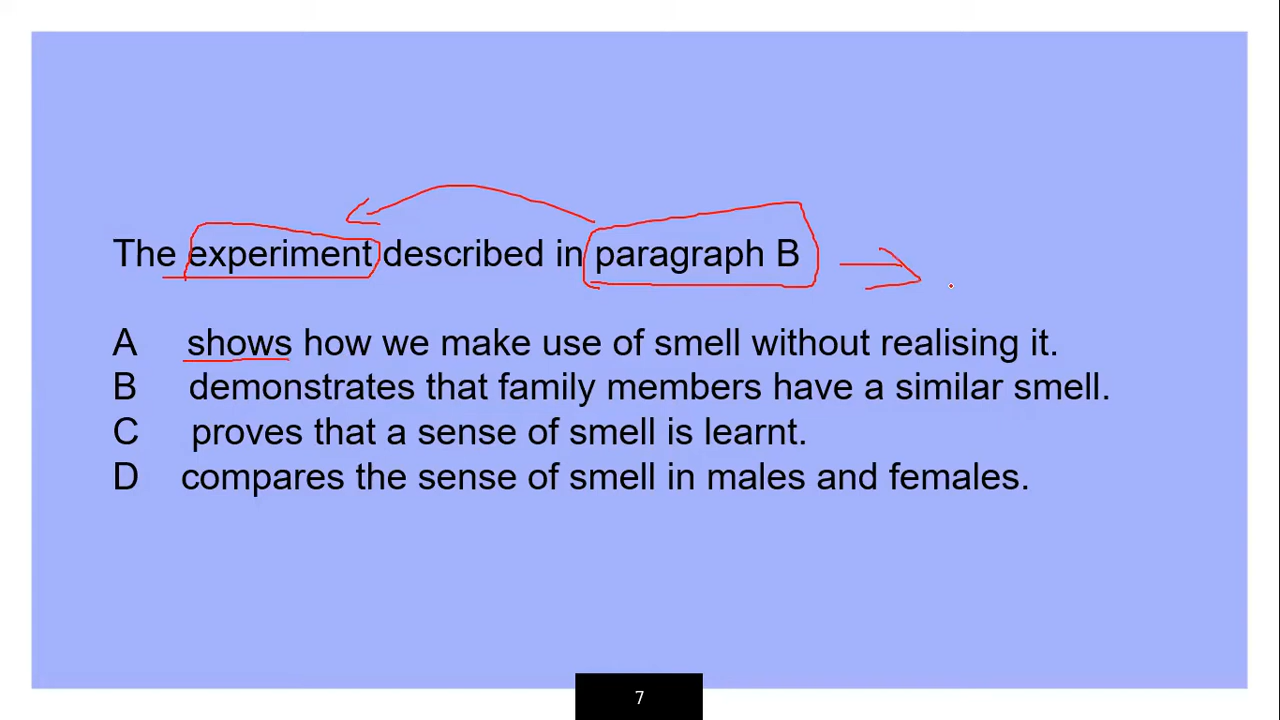 The experiment described in paragraph B
A shows how we make use of smell without realising it.
B demonstrates that family members have a similar smell.
C proves that a sense of smell is learnt.
D compares the sense of smell in males and females.
7